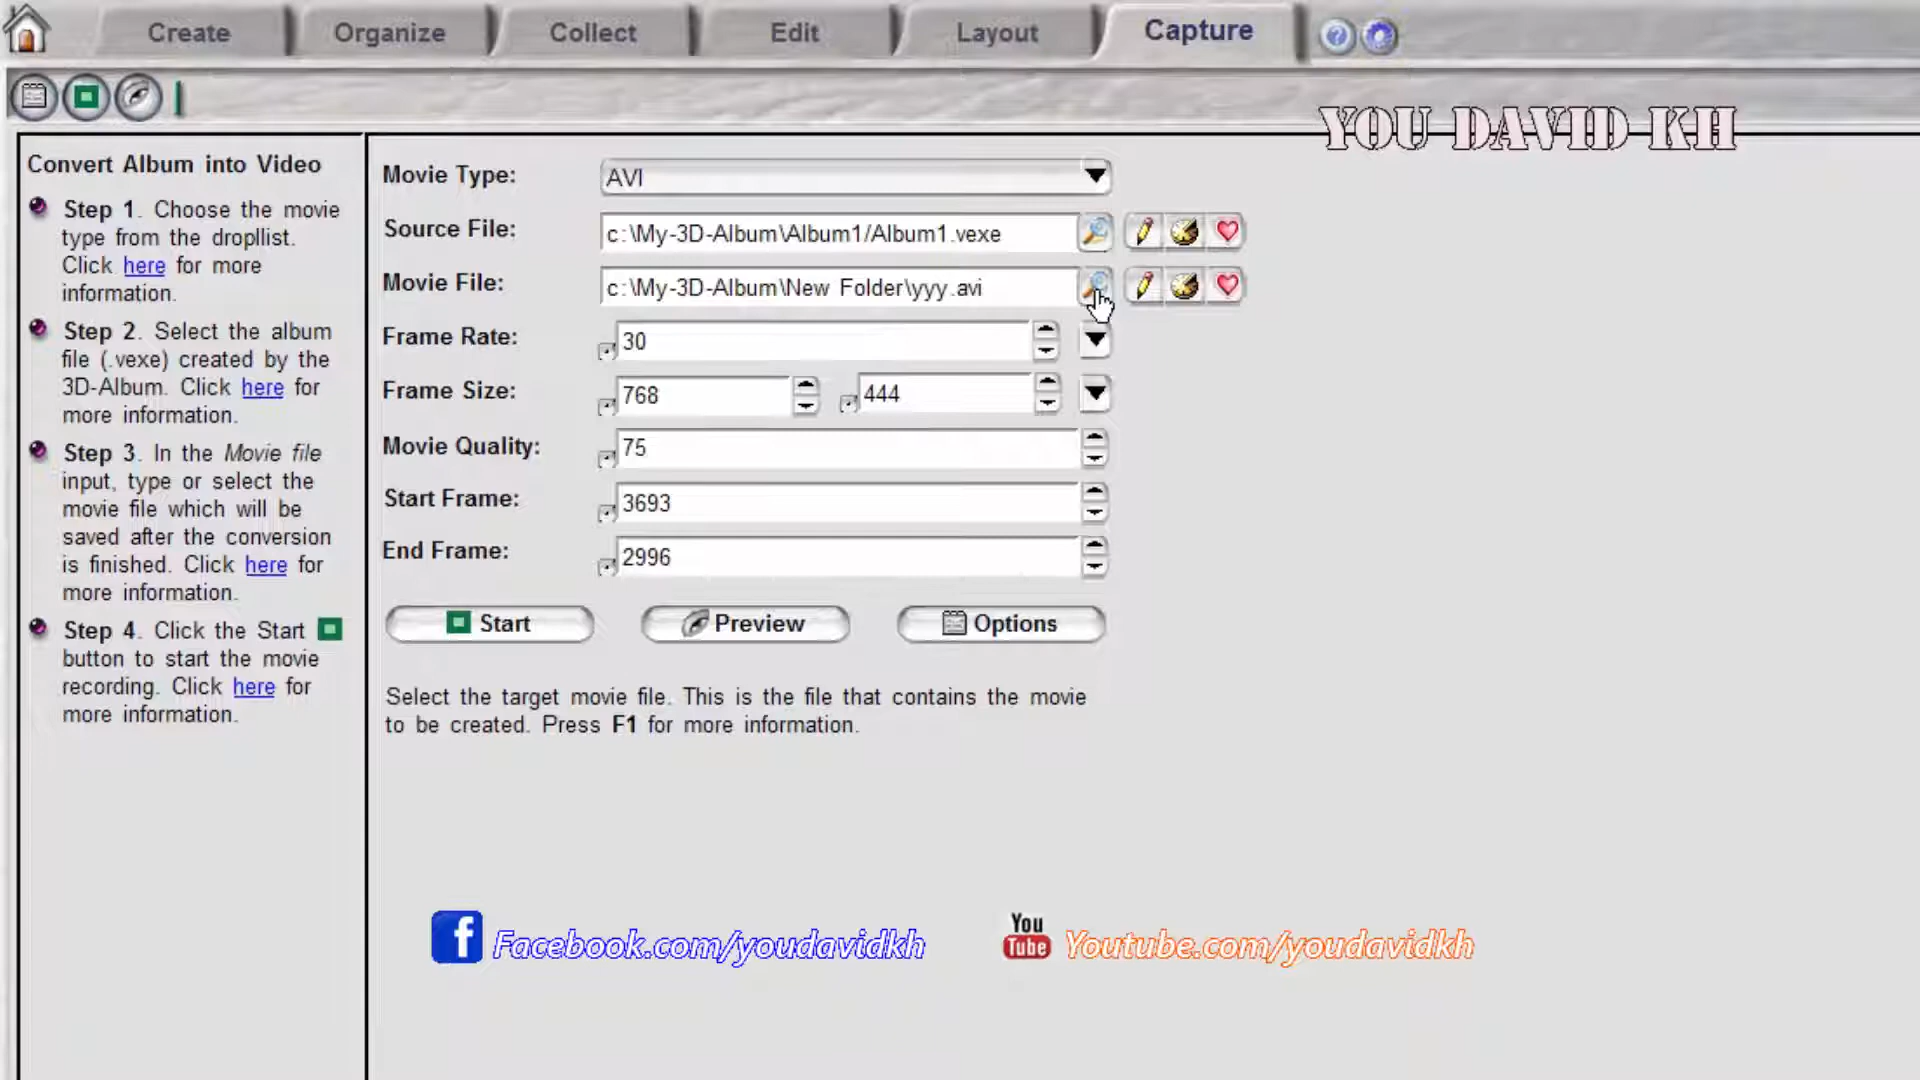 Create Organize Collect Edit Layout Capture
YOU DAVID KH
Convert Album into Video
Step 1. Choose the movie
type from the dropllist.
Click here for more
information.
Step 2. Select the album
file (.vexe) created by the
3D-Album. Click here for
more information.
Step 3. In the Movie file
input, type or select the
movie file which will be
saved after the conversion
is finished. Click here for
more information.
Step 4. Click the Start
button to start the movie
recording. Click here for
more information.
Movie Type: AVI
Source File: c:\My-3D-Album\Album1/Album1.vexe
Movie File: c:\My-3D-Album\New Folder\yyy.avi
Frame Rate: 30
Frame Size: 768 444
Movie Quality: 75
Start Frame: 3693
End Frame: 2996
Start Preview Options
Select the target movie file. This is the file that contains the movie
to be created. Press F1 for more information.
f Facebook.com/youdavidkh You Tube Youtube.com/youdavidkh